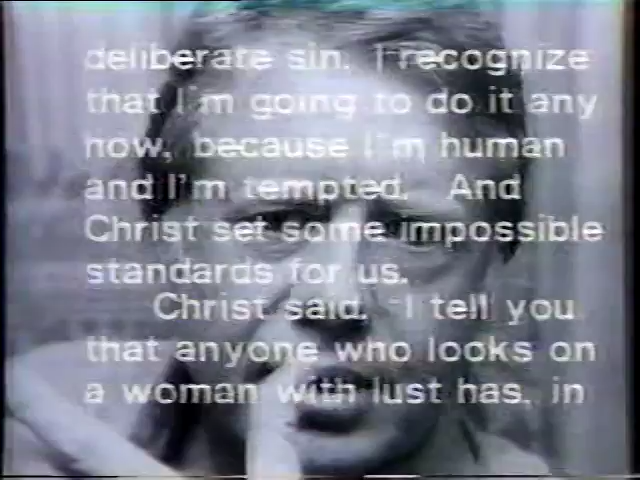 deliberate sin. I recognize
that I'm going to do it any
how, because I'm human
and I'm tempted. And
Christ set some impossible
standards for us.
Christ said, "I tell you
that anyone who looks on
a woman with lust has, in